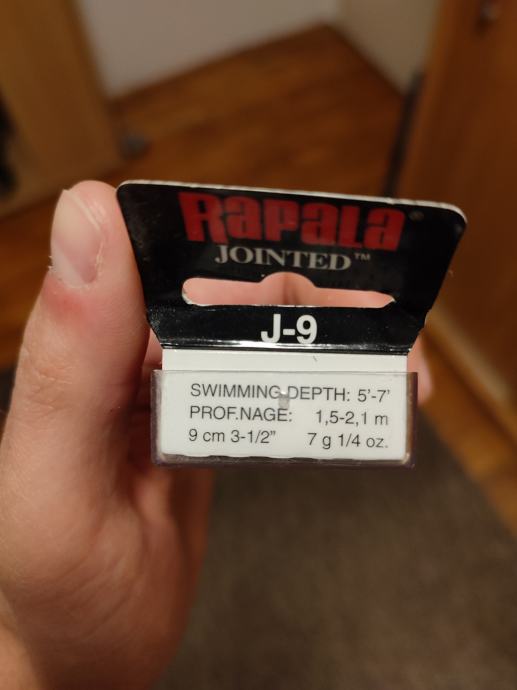 Rapala®
JOINTED™
J-9
SWIMMING DEPTH: 5'-7'
PROF.NAGE: 1,5-2,1 m
9 cm 3-1/2" 7 g 1/4 oz.